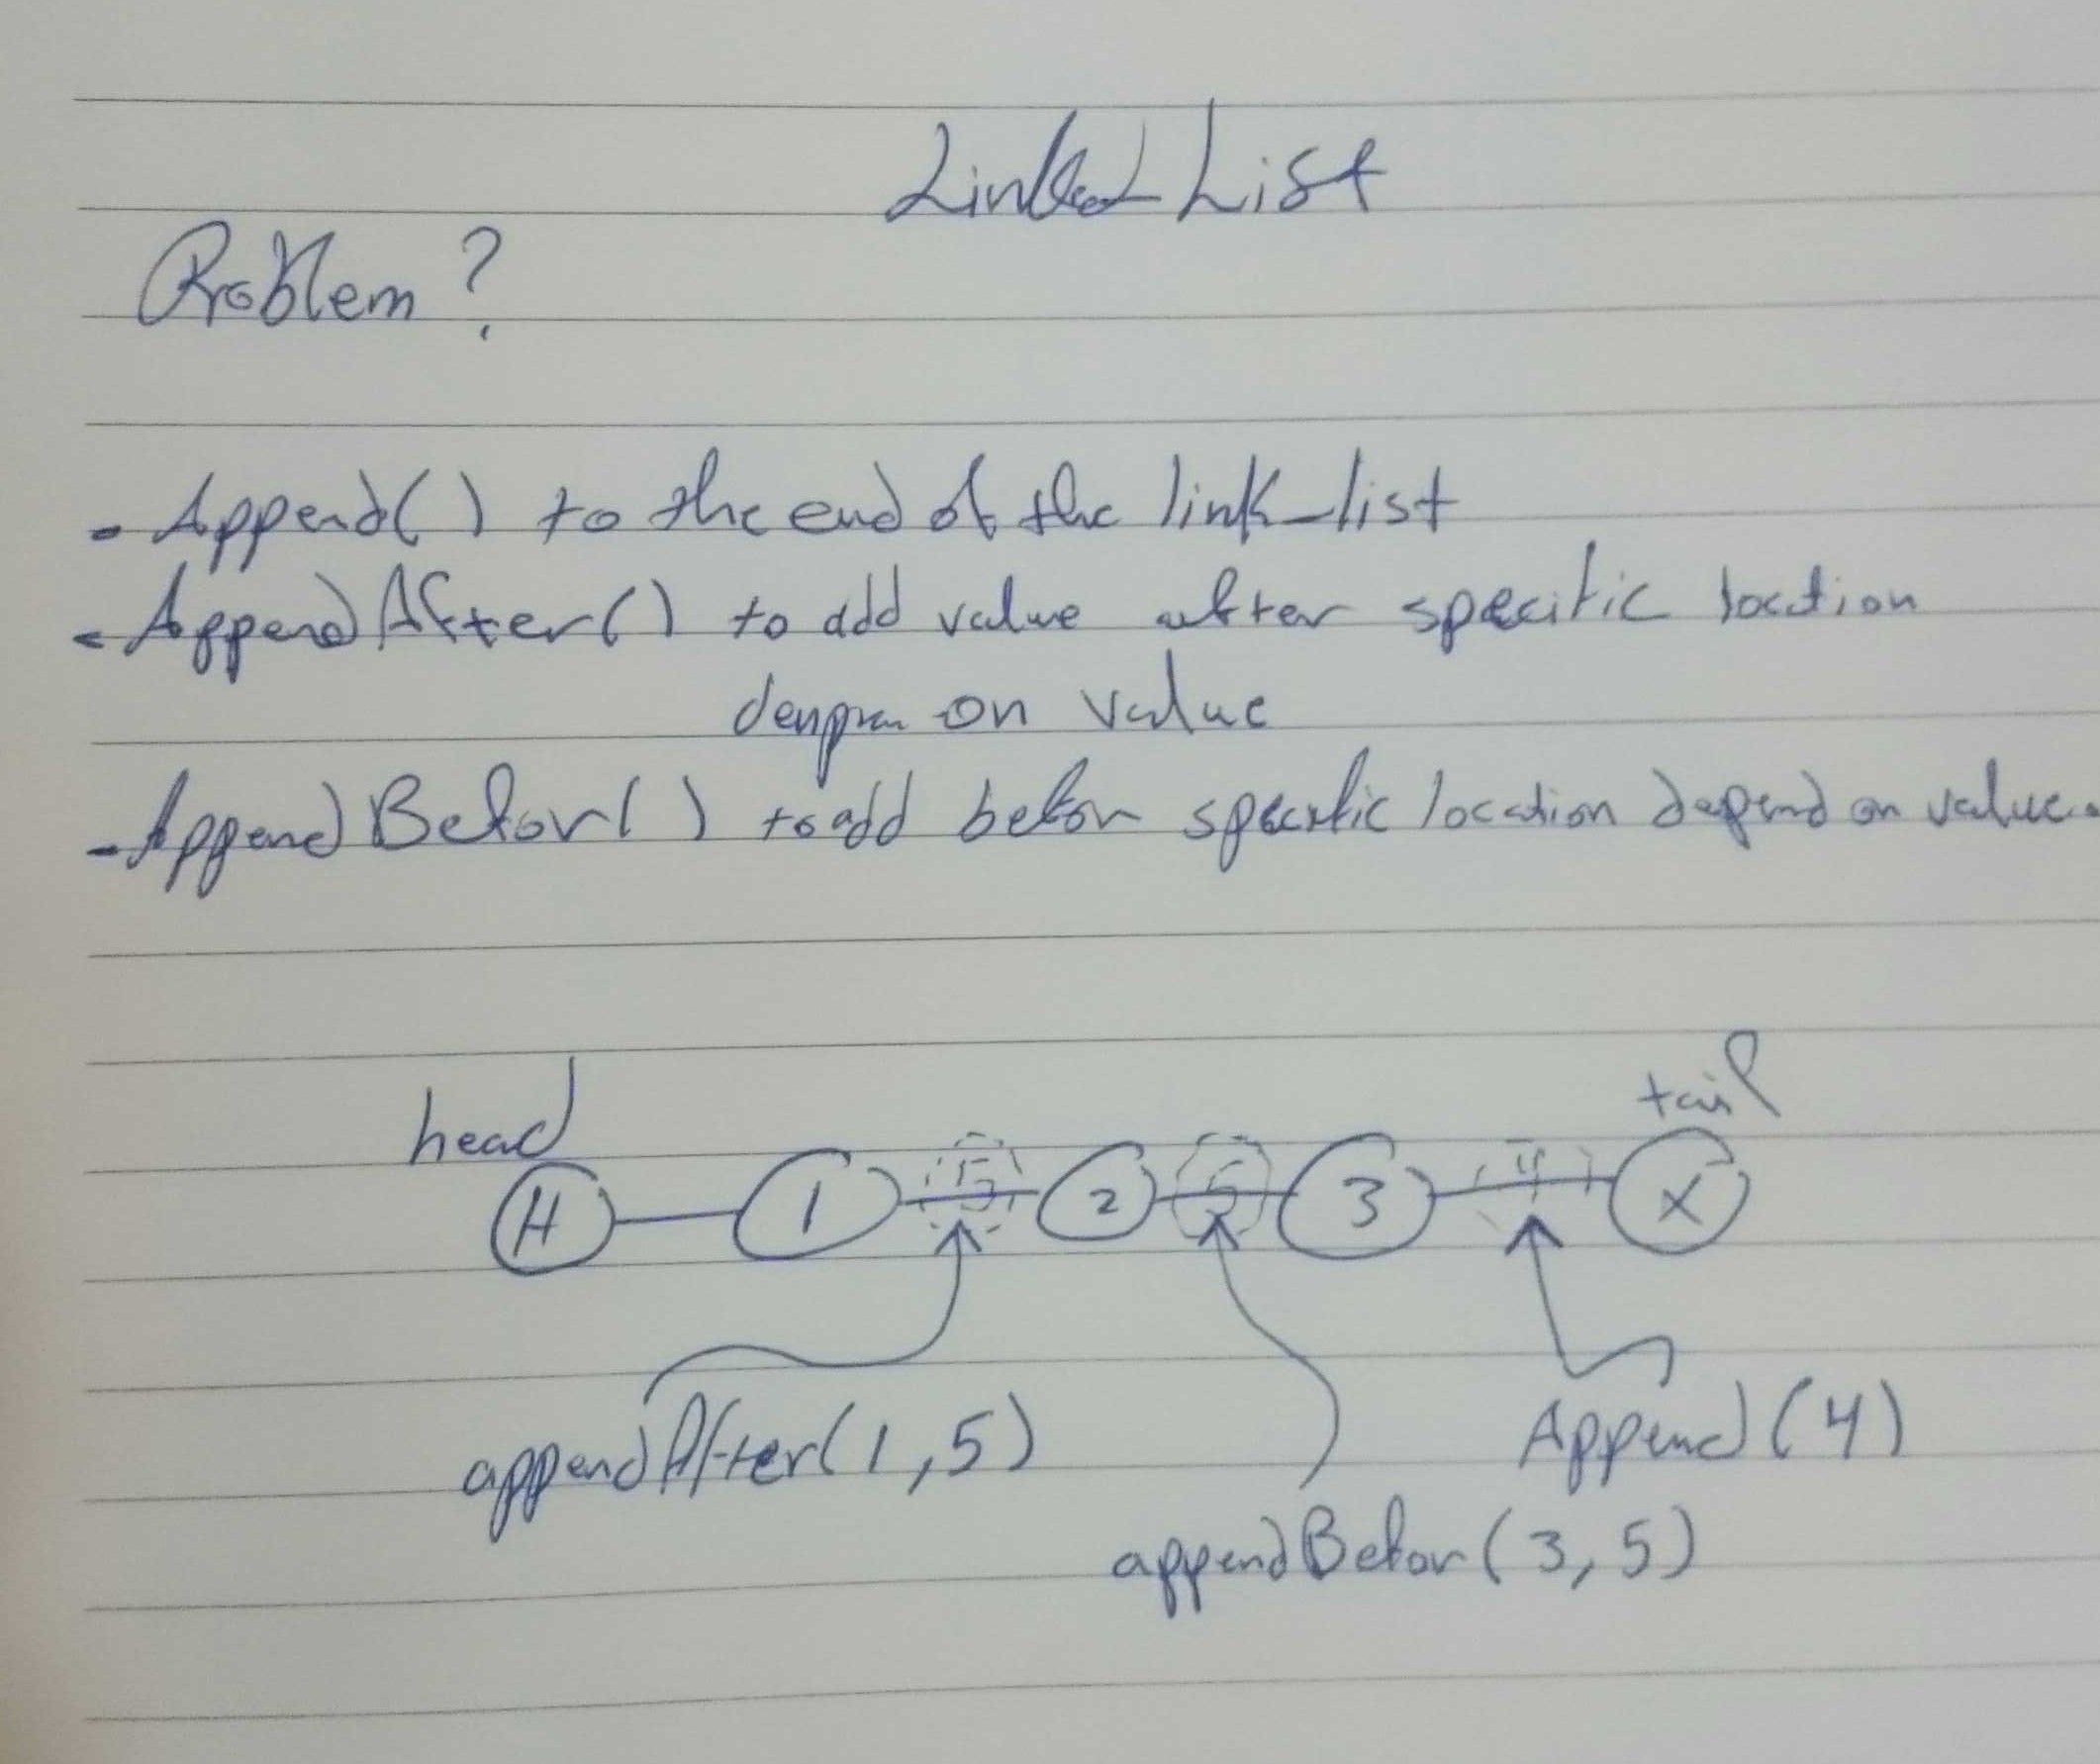 Linked List
Problem?
- Append() to the end of the link-list
- AppendAfter() to add value after specific location
on value
- AppendBefor() to add befor specific location depend on value.
head
tail
H 1 5 2 3 4 X
appendAfter(1,5)
Append(4)
appendBefor(3,5)